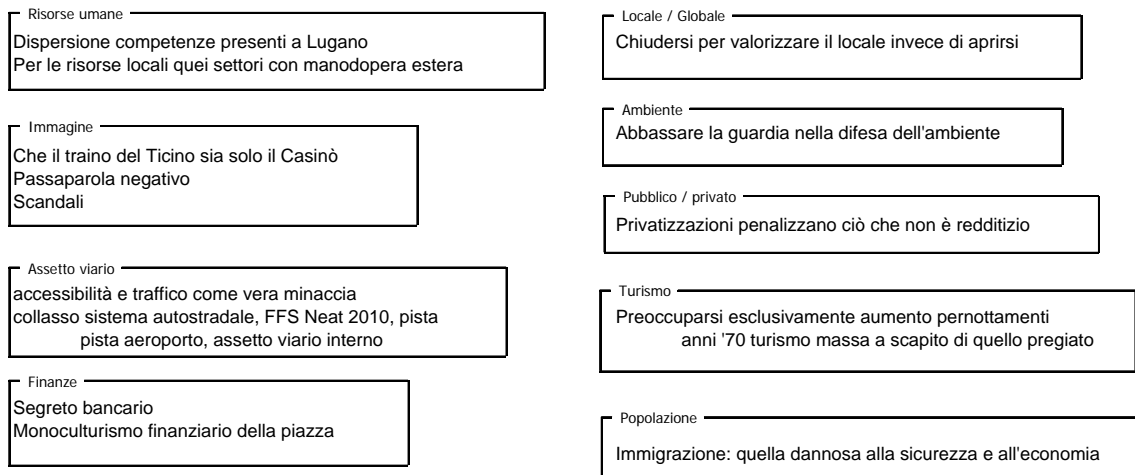 Risorse umane
Dispersione competenze presenti a Lugano
Per le risorse locali quei settori con manodopera estera
Immagine
Che il traino del Ticino sia solo il Casinò
Passaparola negativo
Scandali
Assetto viario
accessibilità e traffico come vera minaccia
collasso sistema autostradale, FFS Neat 2010, pista
pista aeroporto, assetto viario interno
Finanze
Segreto bancario
Monoculturismo finanziario della piazza
Locale / Globale
Chiudersi per valorizzare il locale invece di aprirsi
Ambiente
Abbassare la guardia nella difesa dell'ambiente
Pubblico / privato
Privatizzazioni penalizzano ciò che non è redditizio
Turismo
Preoccuparsi esclusivamente aumento pernottamenti
anni '70 turismo massa a scapito di quello pregiato
Popolazione
Immigrazione: quella dannosa alla sicurezza e all'economia